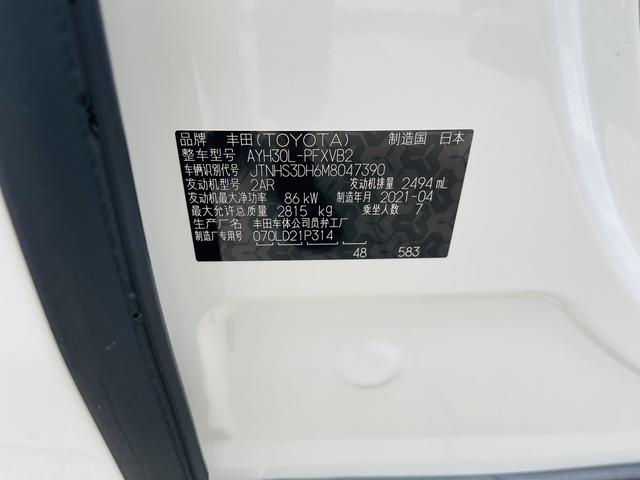 品牌 丰田(TOYOTA) 制造国 日本
整车型号 AYH30L-PFXVB2
车辆识别代号 JTNHS3DH6M8047390
发动机型号 2AR 发动机排量 2494 mL
发动机最大净功率 86 kW 制造年月 2021-04
最大允许总质量 2815 kg 乘坐人数 7
生产厂名 丰田车体公司员弁工厂
制造厂专用号 070LD21P314
48 583